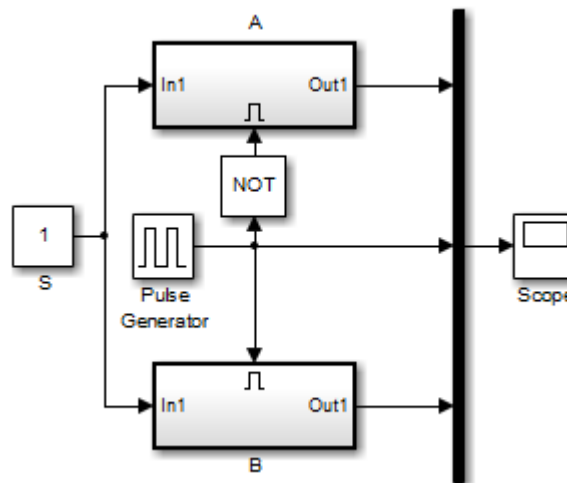 A
In1
Out1
NOT
1
S
Pulse
Generator
Scope
In1
Out1
B